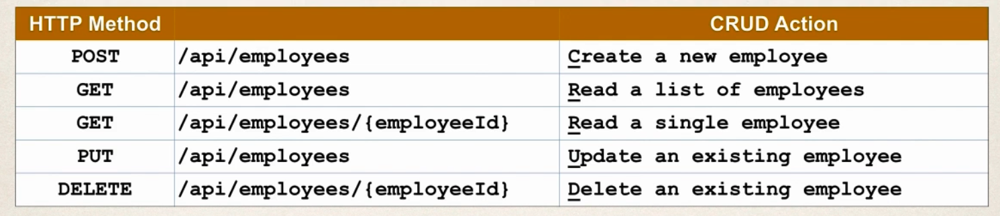 HTTP Method CRUD Action
POST /api/employees Create a new employee
GET /api/employees Read a list of employees
GET /api/employees/{employeeId} Read a single employee
PUT /api/employees Update an existing employee
DELETE /api/employees/{employeeId} Delete an existing employee